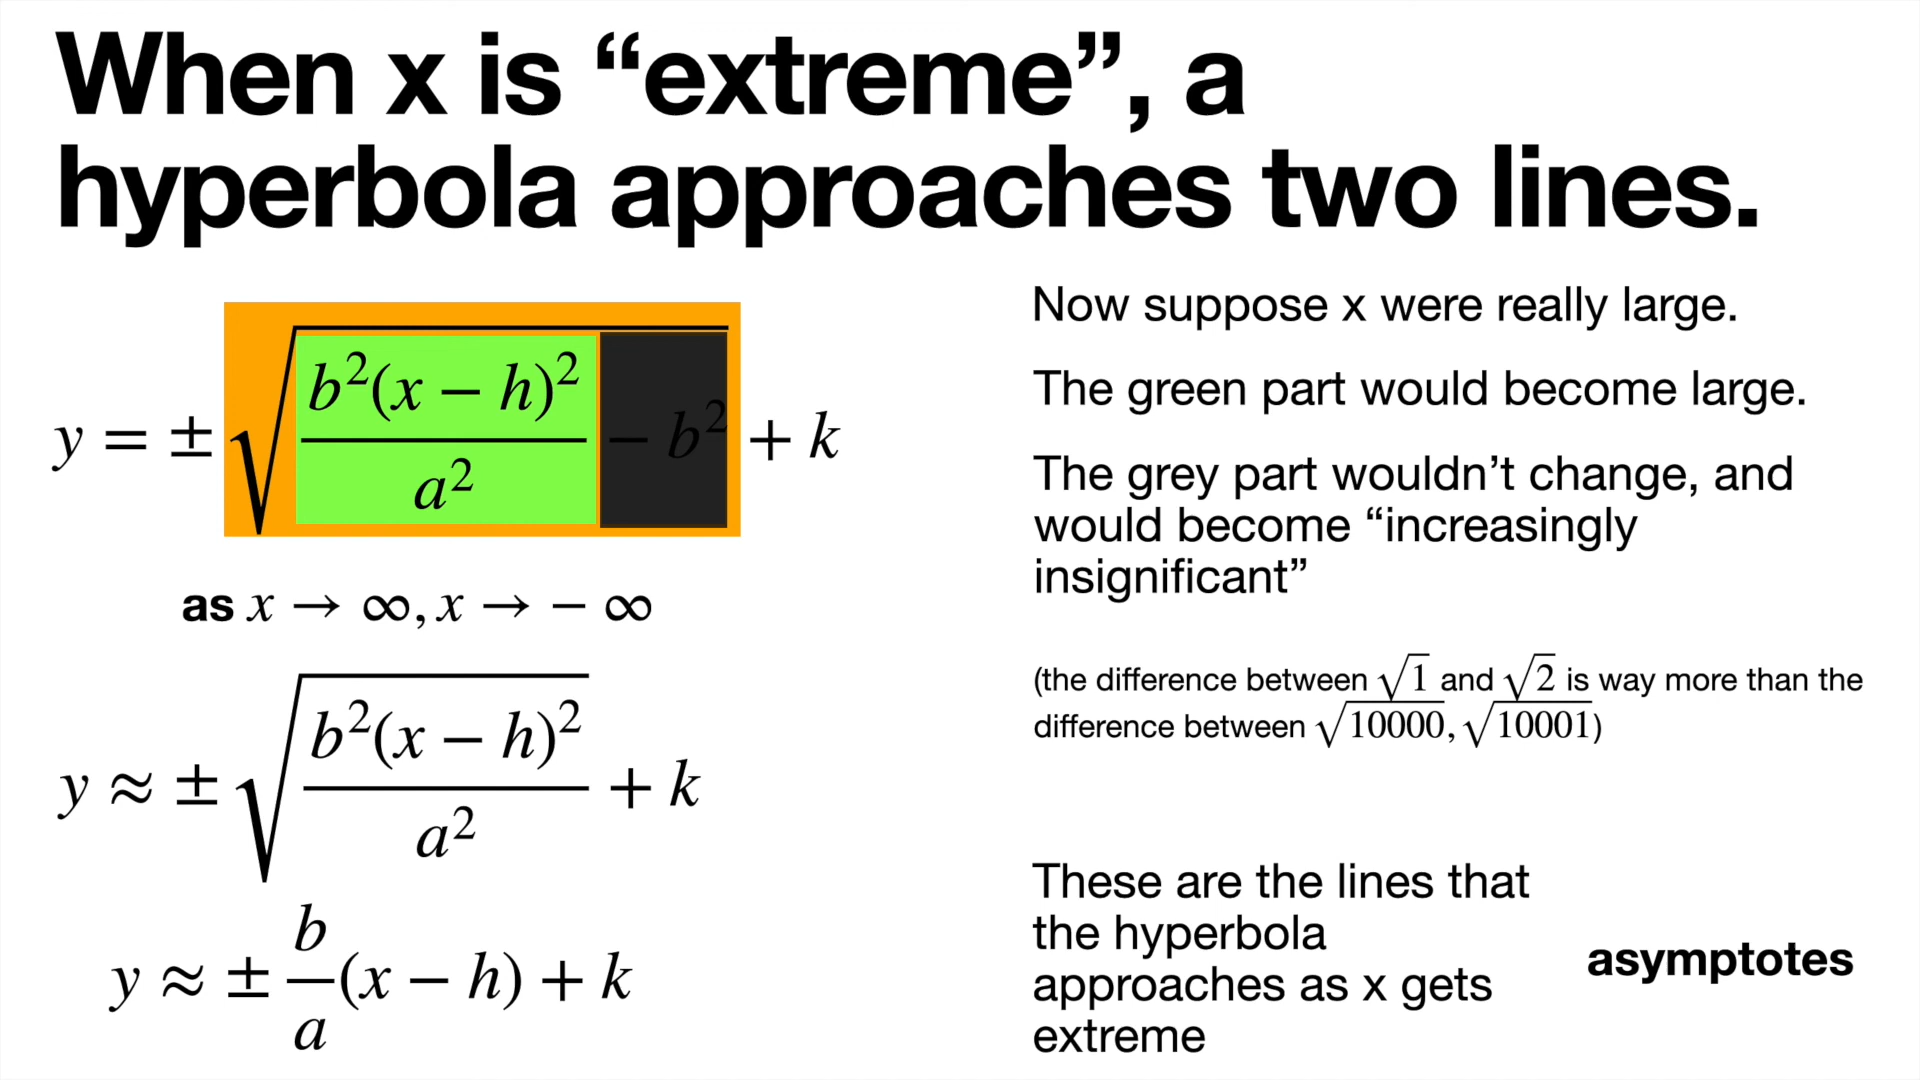 When x is “extreme”, a
hyperbola approaches two lines.
y = ± √(b²(x − h)²/a² − b²) + k
as x → ∞, x → − ∞
y ≈ ± √(b²(x − h)²/a²) + k
y ≈ ± b/a (x − h) + k
Now suppose x were really large.
The green part would become large.
The grey part wouldn’t change, and
would become “increasingly
insignificant”
(the difference between √1 and √2 is way more than the
difference between √10000, √10001)
These are the lines that
the hyperbola
approaches as x gets
extreme
asymptotes